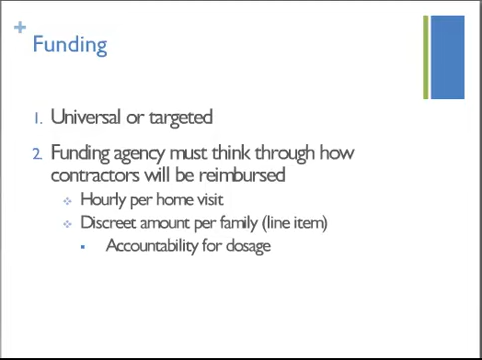 +
Funding
1. Universal or targeted
2. Funding agency must think through how
contractors will be reimbursed
Hourly per home visit
Discreet amount per family (line item)
Accountability for dosage